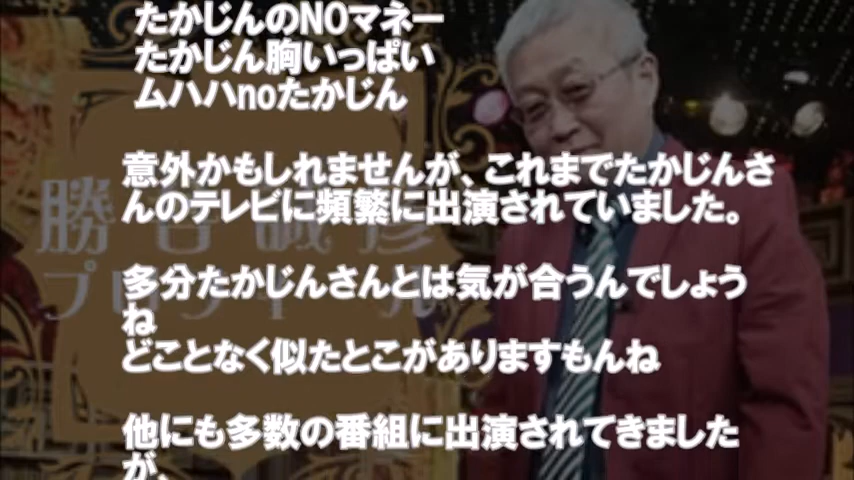 たかじんのNOマネー
たかじん胸いっぱい
ムハハnoたかじん
意外かもしれませんが、これまでたかじんさ
んのテレビに頻繁に出演されていました。
多分たかじんさんとは気が合うんでしょう
ね
どことなく似たとこがありますもんね
他にも多数の番組に出演されてきました
が、
勝谷誠彦
プロフィール